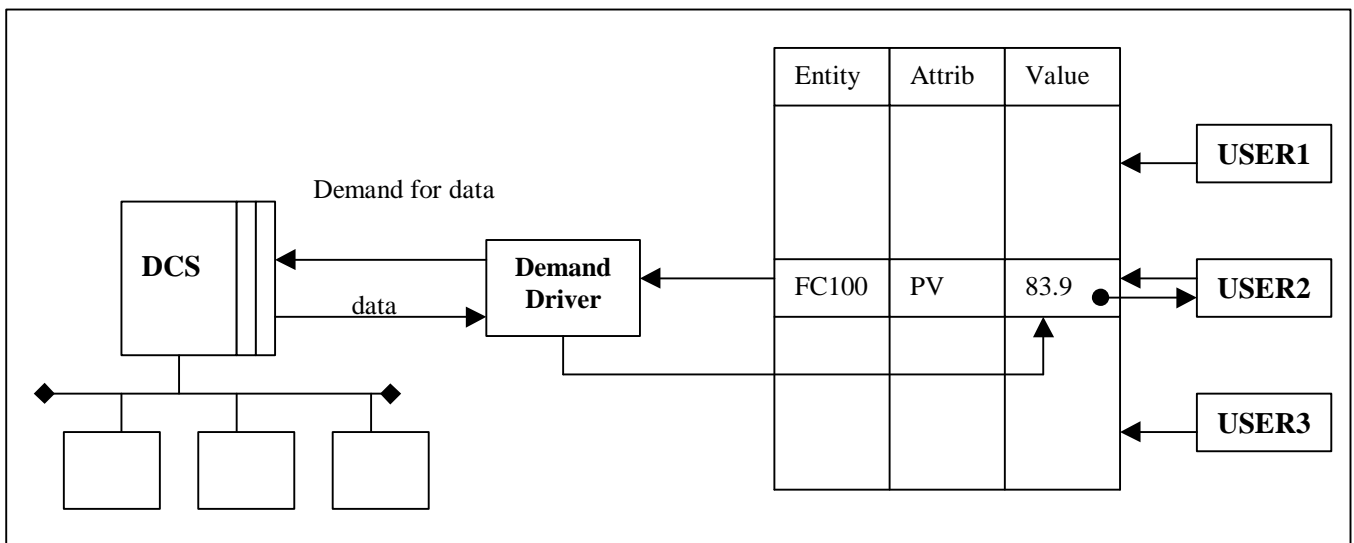 Entity Attrib Value
USER1
Demand for data
DCS
Demand
Driver
FC100 PV 83.9
USER2
data
USER3